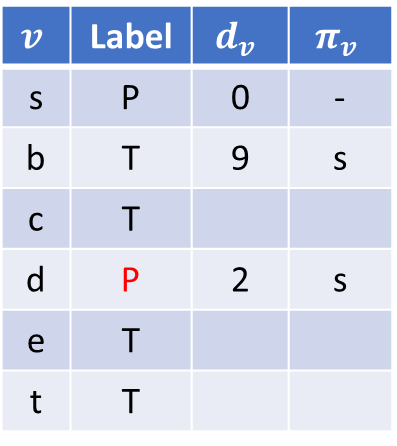 v Label dᵥ πᵥ
s P 0 -
b T 9 s
c T
d P 2 s
e T
t T